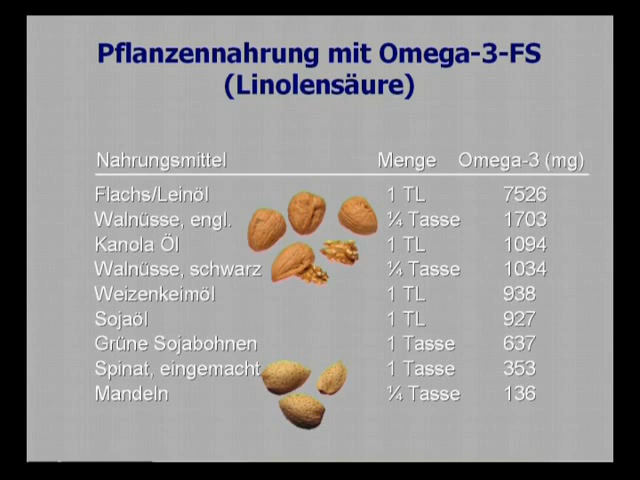 Pflanzennahrung mit Omega-3-FS
(Linolensäure)
Nahrungsmittel Menge Omega-3 (mg)
Flachs/Leinöl 1 TL 7526
Walnüsse, engl. ¼ Tasse 1703
Kanola Öl 1 TL 1094
Walnüsse, schwarz ¼ Tasse 1034
Weizenkeimöl 1 TL 938
Sojaöl 1 TL 927
Grüne Sojabohnen 1 Tasse 637
Spinat, eingemacht 1 Tasse 353
Mandeln ¼ Tasse 136